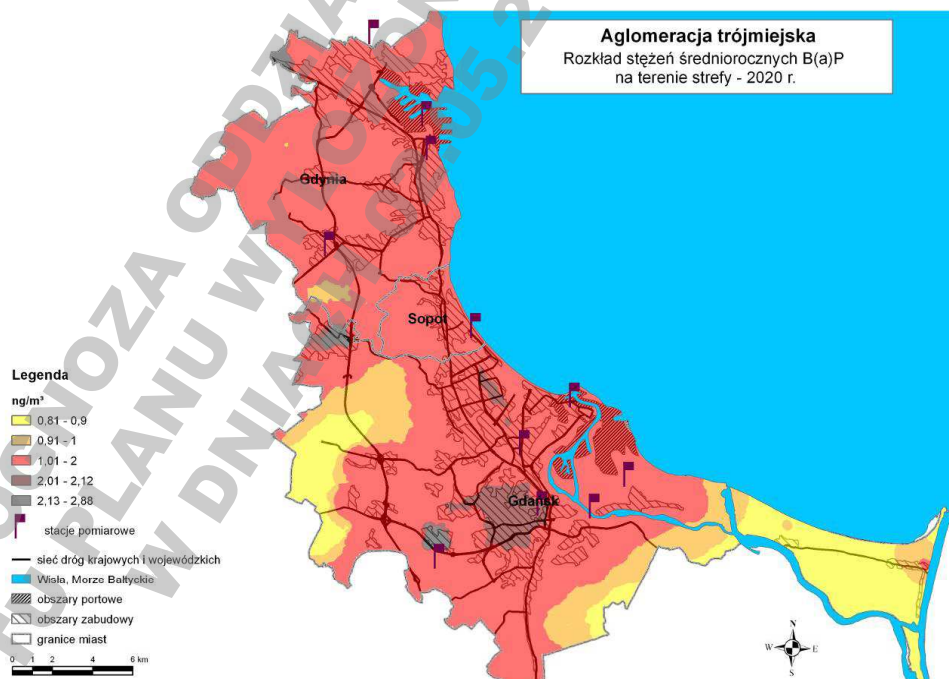 Aglomeracja trójmiejska
Rozkład stężeń średniorocznych B(a)P
na terenie strefy - 2020 r.
Gdynia
Sopot
Gdańsk
Legenda
ng/m³
0,81 - 0,9
0,91 - 1
1,01 - 2
2,01 - 2,12
2,13 - 2,88
stacje pomiarowe
sieć dróg krajowych i wojewódzkich
Wisła, Morze Bałtyckie
obszary portowe
obszary zabudowy
granice miast
0 1 2 4 6 km
N
W E
S
PLANU
W DNIACH